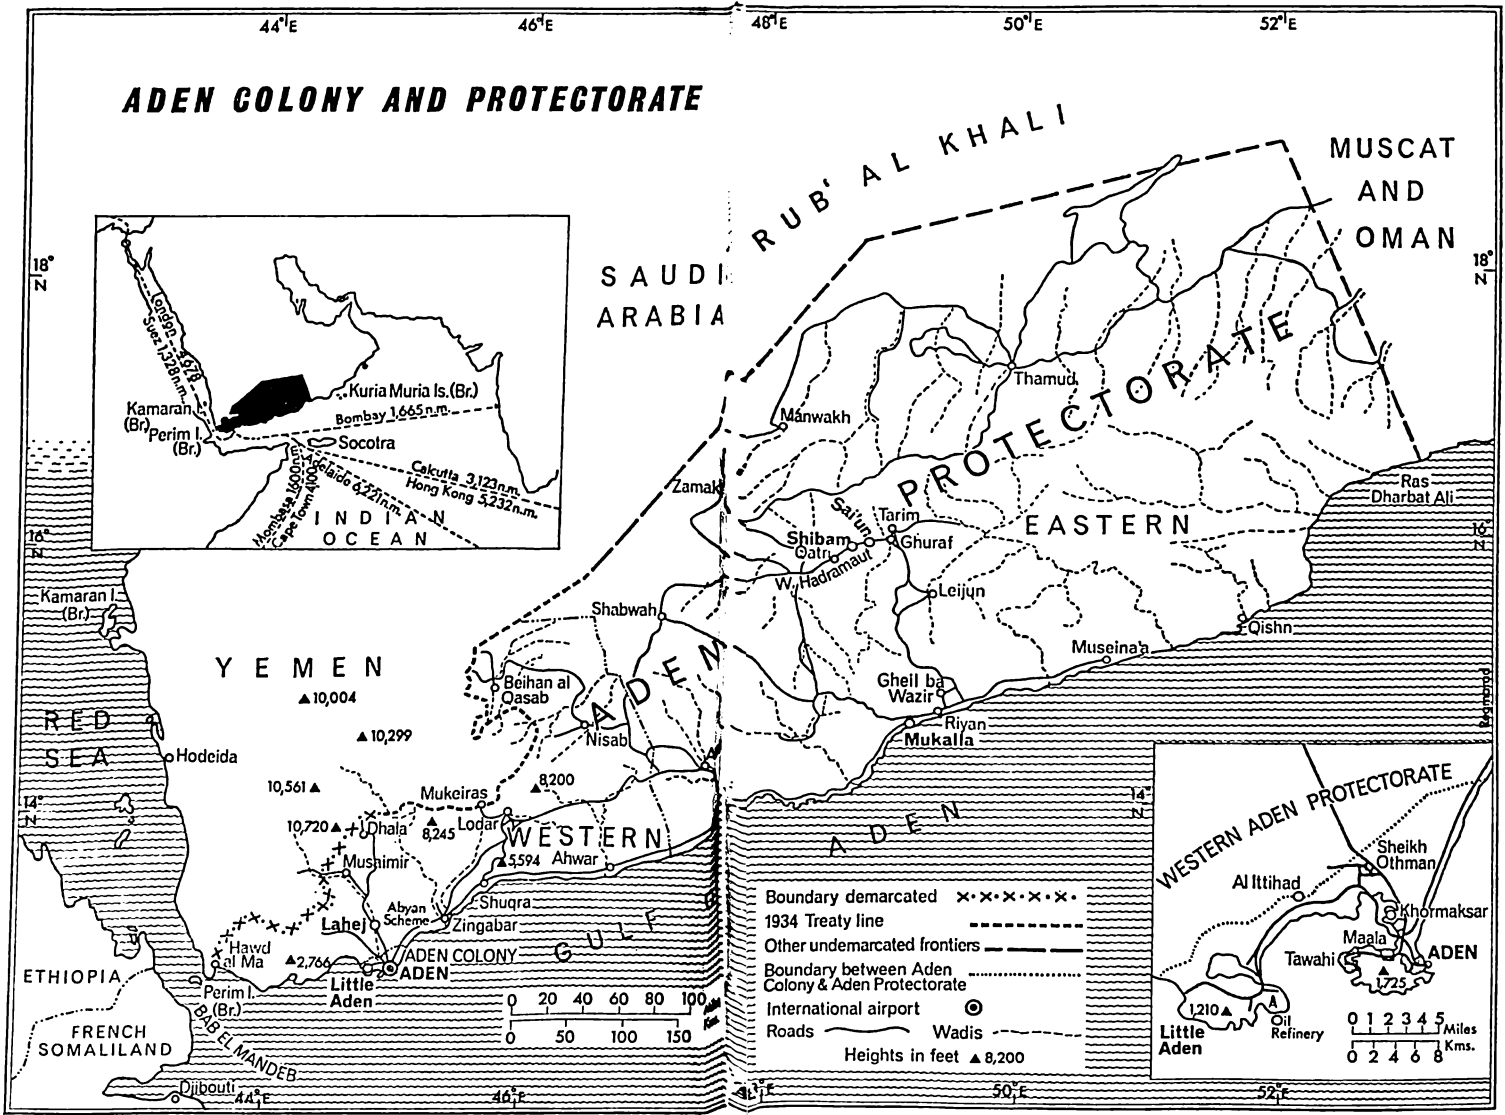 44°E
46°E
48°E
50°E
52°E
ADEN COLONY AND PROTECTORATE
RUB' AL KHALI
MUSCAT
AND
OMAN
SAUDI
ARABIA
18°
N
18°
N
London 4,678
Suez 1,328 n.m.
Kamaran I.
(Br)
Perim I.
(Br.)
Kuria Muria Is.(Br.)
Bombay 1,665 n.m.
Socotra
Calcutta 3,123 n.m.
Hong Kong 5,232 n.m.
Adelaide 6,221 n.m.
Mombasa 1600 n.m.
Cape Town 4,100
INDIAN
OCEAN
16°
N
16°
N
ADEN PROTECTORATE
EASTERN
WESTERN
Thamud
Manwakh
Zamak
Sai'un
Tarim
Shibam
Qatn
Ghuraf
W. Hadramaut
Leijun
Ras
Dharbat Ali
Qishn
Museina'a
Gheil ba
Wazir
Riyan
Mukalla
Shabwah
Kamaran I.
(Br.)
YEMEN
10,004
10,299
10,561
10,720
RED
SEA
Hodeida
Beihan al
Qasab
Nisab
A
8,200
Mukeiras
8,245
Lodar
Dhala
5,594
Ahwar
Musaimir
Shuqra
Abyan
Scheme
Zingabar
Lahej
Hawd
al Ma
2,766
ADEN COLONY
ADEN
Little
Aden
Perim I.
(Br.)
BAB EL MANDEB
ETHIOPIA
FRENCH
SOMALILAND
Djibouti
14°
N
14°
N
GULF O
ADEN
0 20 40 60 80 100
0 50 100 150
Kms.
Boundary demarcated
1934 Treaty line
Other undemarcated frontiers
Boundary between Aden
Colony & Aden Protectorate
International airport
Roads
Wadis
Heights in feet 8,200
WESTERN ADEN PROTECTORATE
Sheikh
Othman
Al Ittihad
Khormaksar
Maala
Tawahi
ADEN
1,725
1,210
Little
Aden
Oil
Refinery
0 1 2 3 4 5 Miles
0 2 4 6 8 Kms.
44°E
46°E
50°E
52°E